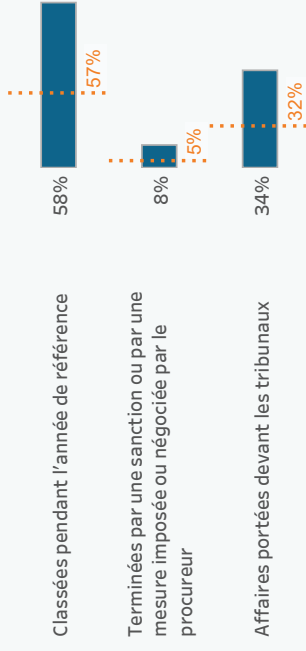 Classées pendant l'année de référence
58%
57%
Terminées par une sanction ou par une
mesure imposée ou négociée par le
procureur
8%
5%
Affaires portées devant les tribunaux
34%
32%